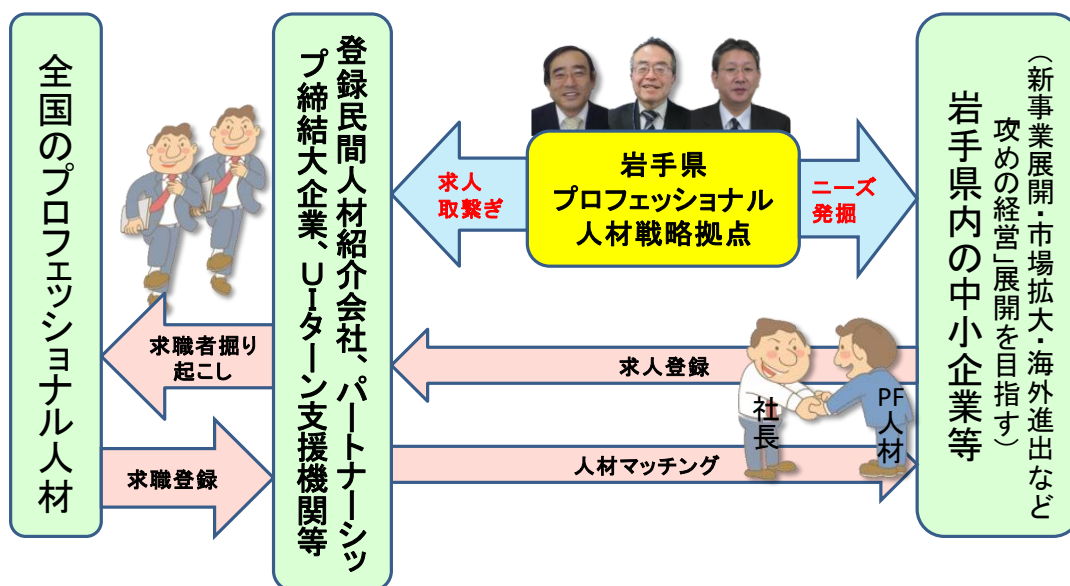 全国のプロフェッショナル人材
登録民間人材紹介会社、パートナーシッ
プ締結大企業、UIターン支援機関等
岩手県
プロフェッショナル
人材戦略拠点
求人
取繋ぎ
ニーズ
発掘
求職者掘り
起こし
求職登録
求人登録
人材マッチング
社長
PF人材
(新事業展開・市場拡大・海外進出など
「攻めの経営」展開を目指す)
岩手県内の中小企業等